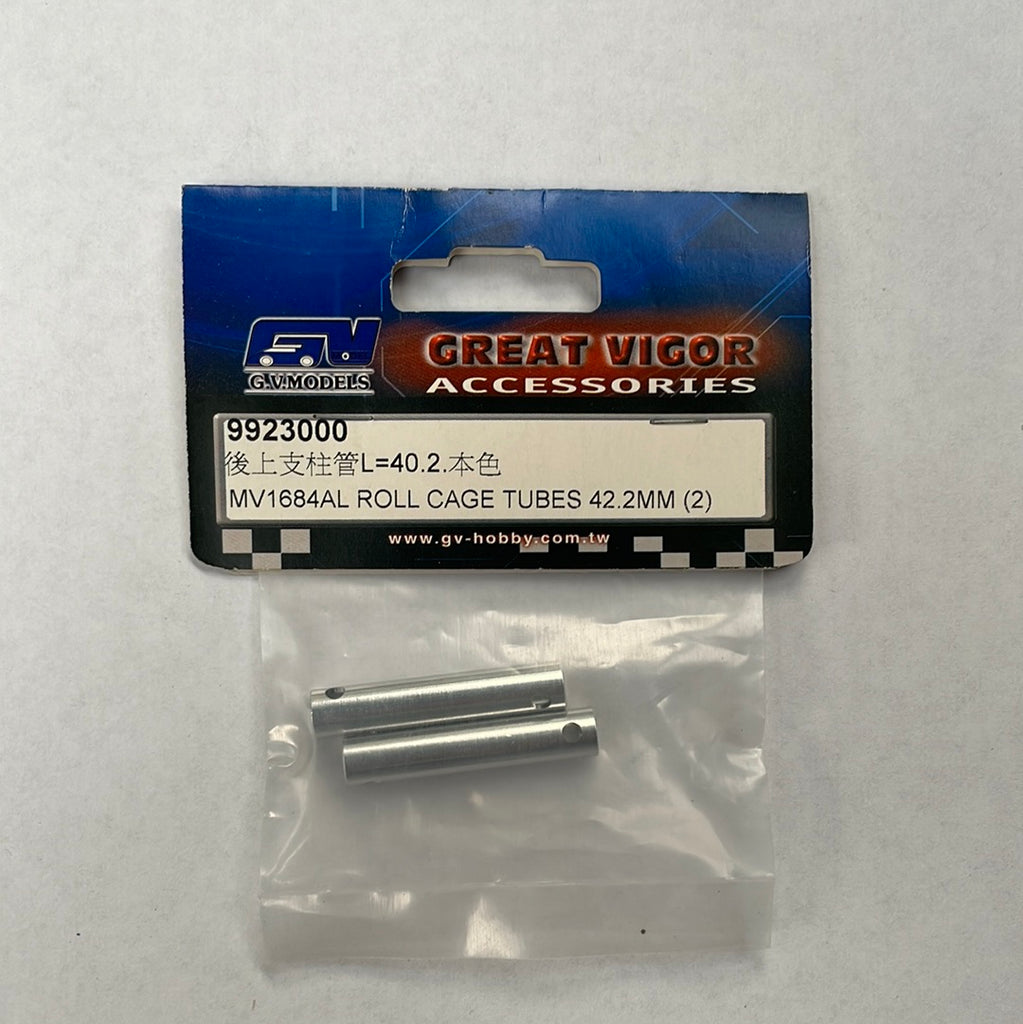 GV
G.V.MODELS
GREAT VIGOR
ACCESSORIES
9923000
後上支柱管L=40.2.本色
MV1684AL ROLL CAGE TUBES 42.2MM (2)
www.gv-hobby.com.tw